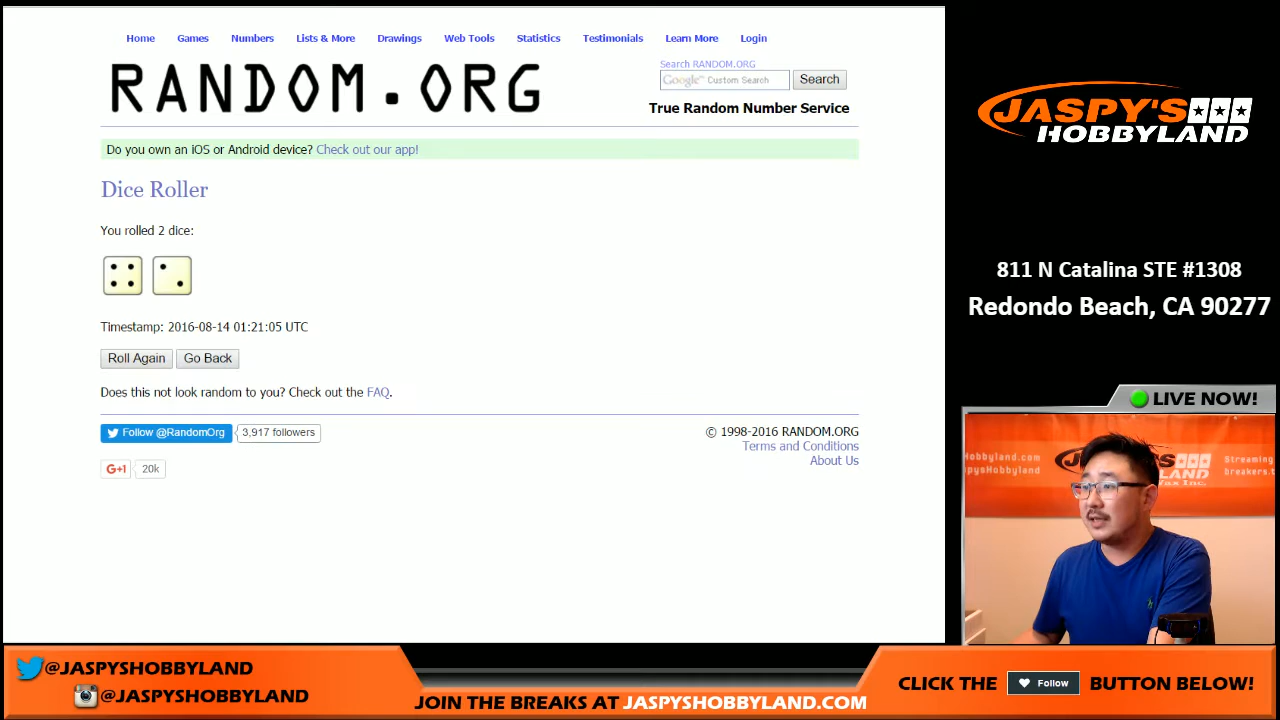 Home Games Numbers Lists & More Drawings Web Tools Statistics Testimonials Learn More Login
RANDOM.ORG
Search RANDOM.ORG
Google™ Custom Search Search
True Random Number Service
Do you own an iOS or Android device? Check out our app!
Dice Roller
You rolled 2 dice:
Timestamp: 2016-08-14 01:21:05 UTC
Roll Again Go Back
Does this not look random to you? Check out the FAQ.
Follow @RandomOrg 3,917 followers
G+1 20k
© 1998-2016 RANDOM.ORG
Terms and Conditions
About Us
JASPY'S
HOBBYLAND
811 N Catalina STE #1308
Redondo Beach, CA 90277
LIVE NOW!
Streaming
breakers.t
@JASPYSHOBBYLAND
@JASPYSHOBBYLAND
JOIN THE BREAKS AT JASPYSHOBBYLAND.COM
CLICK THE Follow BUTTON BELOW!